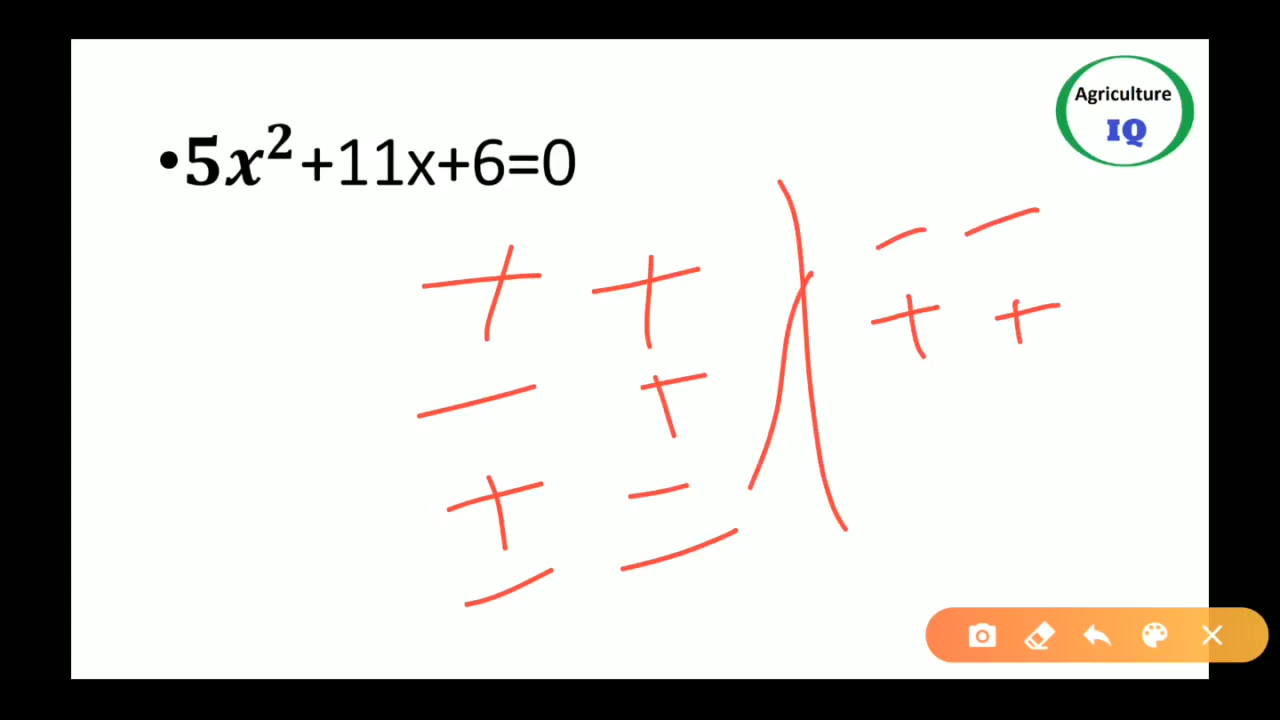 Agriculture
IQ
•5x²+11x+6=0
+ + - -
- + + +
+ -
- -